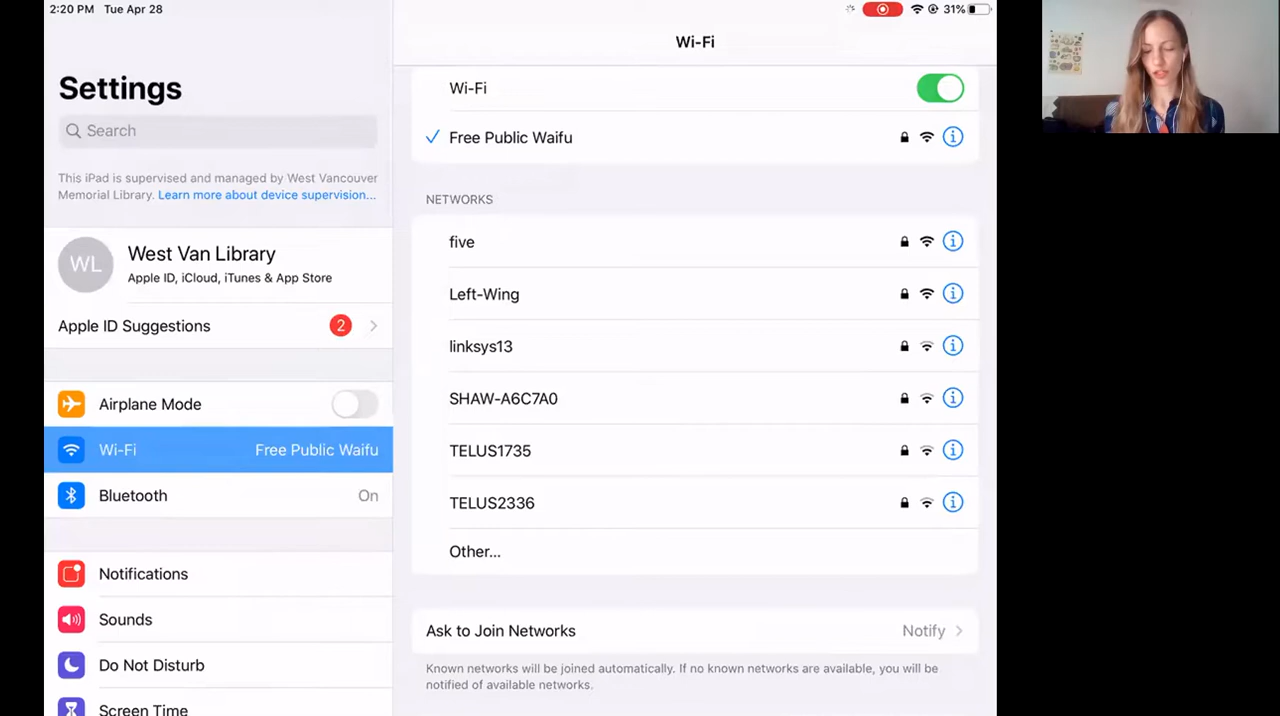 2:20 PM Tue Apr 28
31%
Settings
Search
This iPad is supervised and managed by West Vancouver
Memorial Library. Learn more about device supervision...
WL
West Van Library
Apple ID, iCloud, iTunes & App Store
Apple ID Suggestions 2
Airplane Mode
Wi-Fi Free Public Waifu
Bluetooth On
Notifications
Sounds
Do Not Disturb
Screen Time
Wi-Fi
Wi-Fi
Free Public Waifu
NETWORKS
five
Left-Wing
linksys13
SHAW-A6C7A0
TELUS1735
TELUS2336
Other...
Ask to Join Networks Notify
Known networks will be joined automatically. If no known networks are available, you will be
notified of available networks.